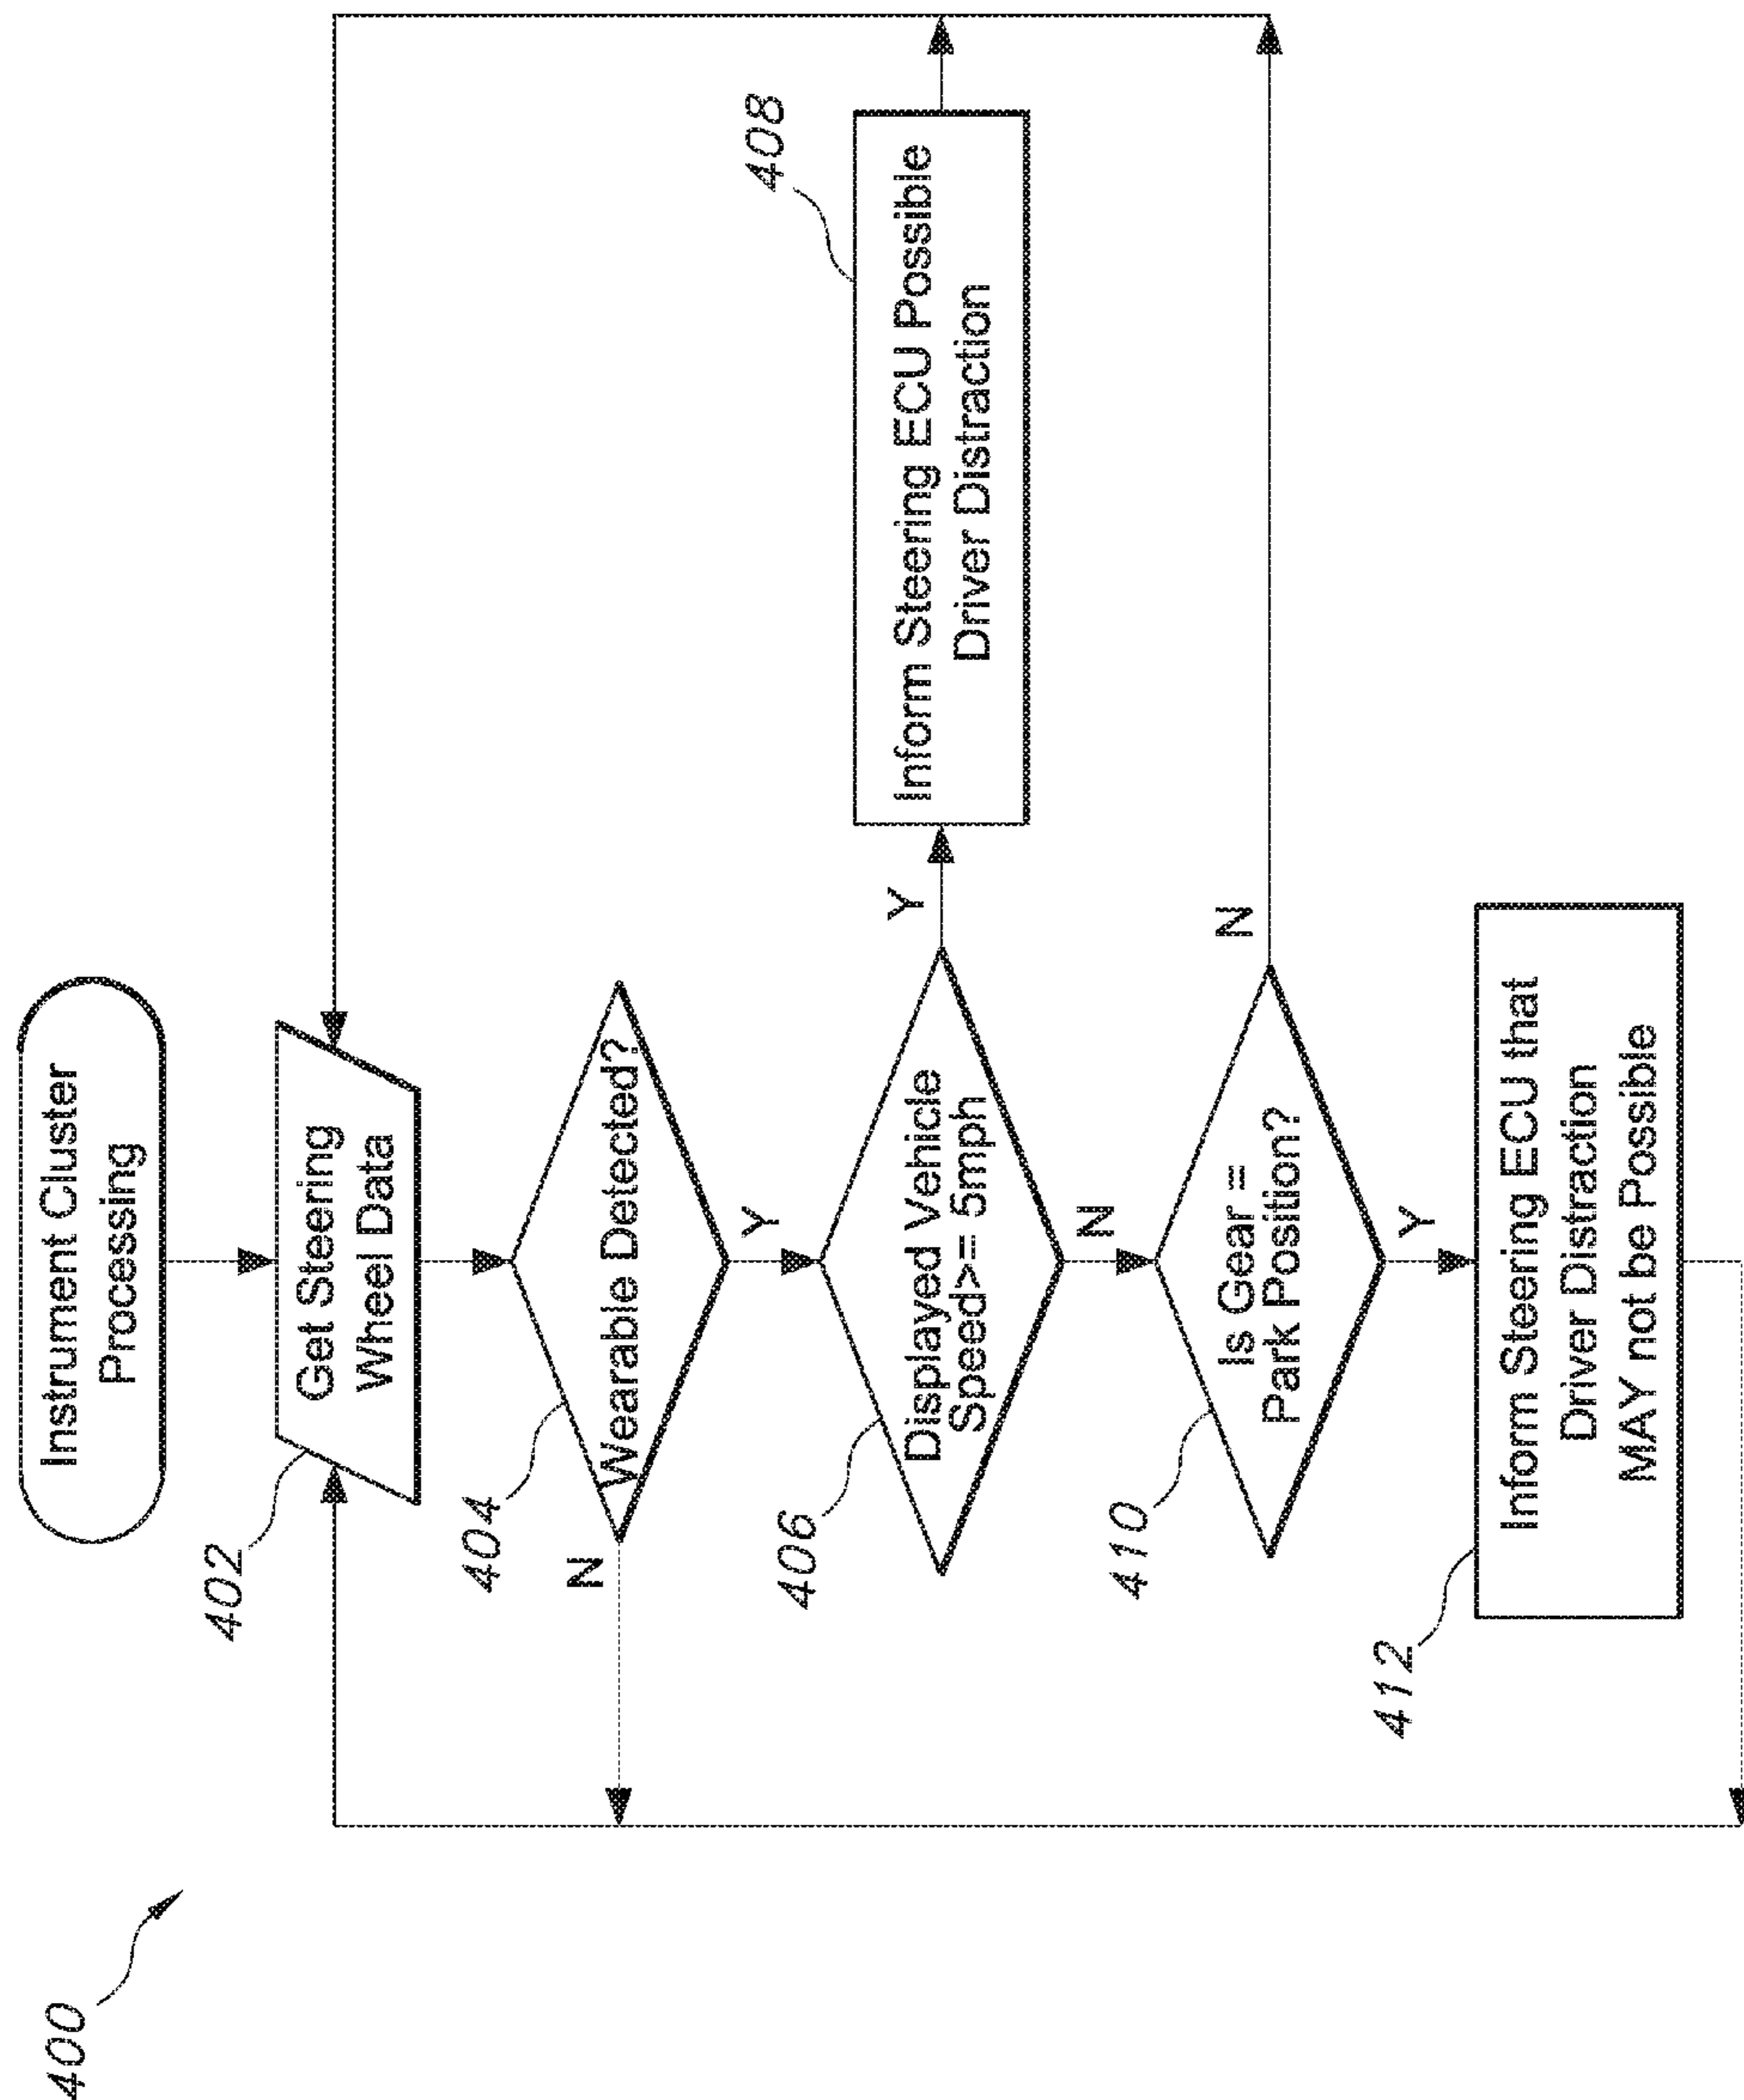 400
Instrument Cluster
Processing
402
Get Steering
Wheel Data
404
Wearable Detected?
N
Y
406
Displayed Vehicle
Speed>= 5mph
Y
N
408
Inform Steering ECU Possible
Driver Distraction
410
Is Gear =
Park Position?
N
Y
412
Inform Steering ECU that
Driver Distraction
MAY not be Possible